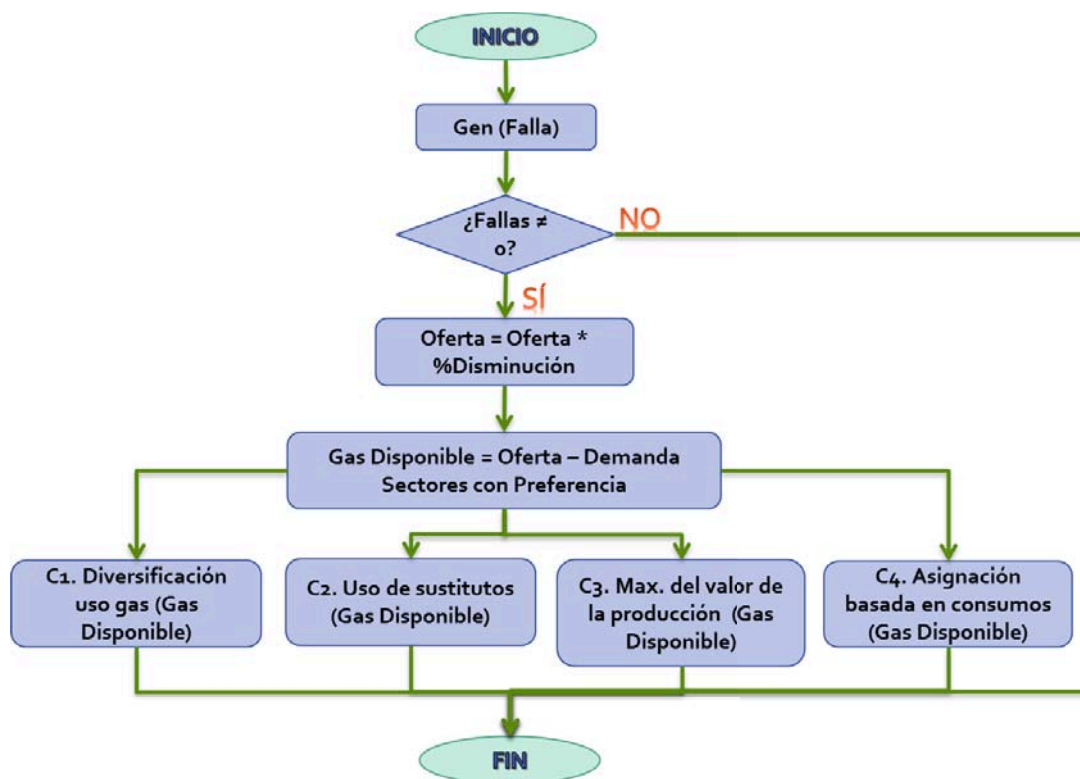 INICIO
Gen (Falla)
¿Fallas ≠
0?
NO
SÍ
Oferta = Oferta *
%Disminución
Gas Disponible = Oferta – Demanda
Sectores con Preferencia
C1. Diversificación
uso gas (Gas
Disponible)
C2. Uso de sustitutos
(Gas Disponible)
C3. Max. del valor de
la producción (Gas
Disponible)
C4. Asignación
basada en consumos
(Gas Disponible)
FIN